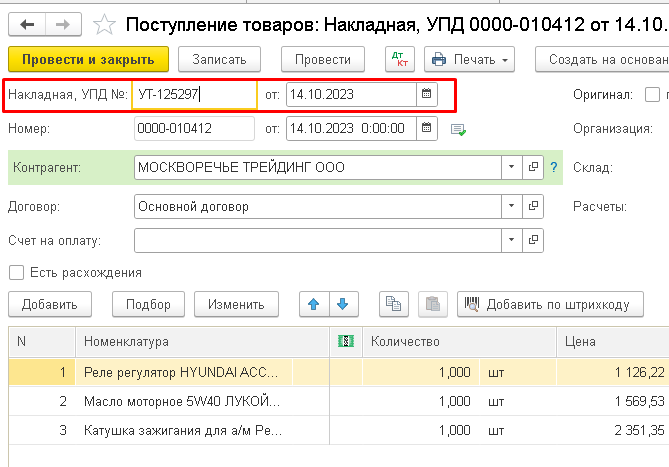 Поступление товаров: Накладная, УПД 0000-010412 от 14.10.
Провести и закрыть Записать Провести Дт Кт Печать Создать на основан
Накладная, УПД №: УТ-125297 от: 14.10.2023 Оригинал:
Номер: 0000-010412 от: 14.10.2023 0:00:00 Организация:
Контрагент: МОСКВОРЕЧЬЕ ТРЕЙДИНГ ООО ? Склад:
Договор: Основной договор Расчеты:
Счет на оплату:
Есть расхождения
Добавить Подбор Изменить Добавить по штрихкоду
N Номенклатура Количество Цена
1 Реле регулятор HYUNDAI ACC... 1,000 шт 1 126,22
2 Масло моторное 5W40 ЛУКОЙ... 1,000 шт 1 569,53
3 Катушка зажигания для а/м Ре... 1,000 шт 2 351,35